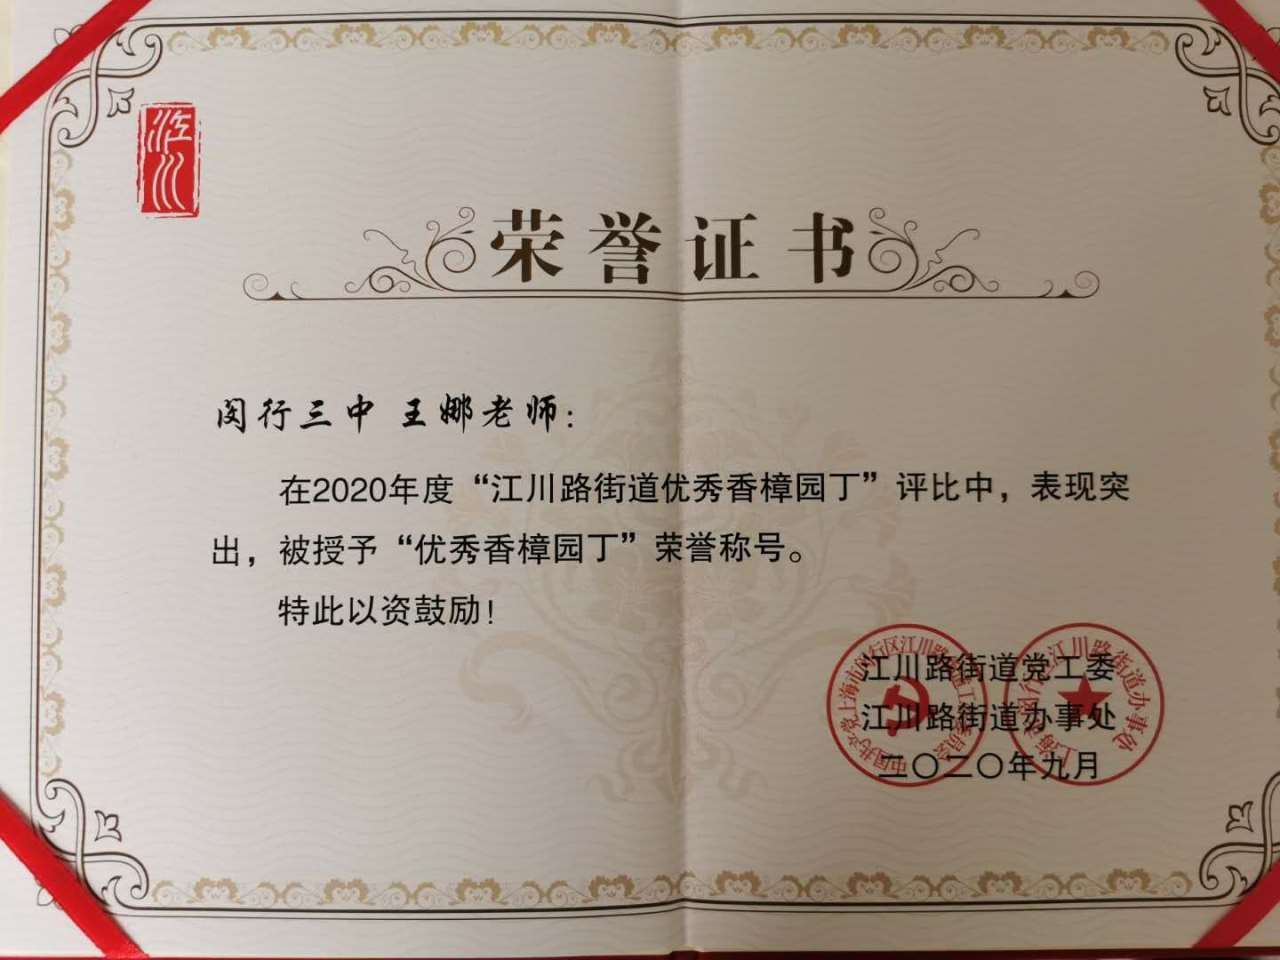 江川
荣誉证书
闵行三中 王娜老师：
在2020年度“江川路街道优秀香樟园丁”评比中，表现突
出，被授予“优秀香樟园丁”荣誉称号。
特此以资鼓励！
江川路街道党工委
江川路街道办事处
二〇二〇年九月
中国共产党上海市闵行区江川路街道工作委员会
上海市闵行区江川路街道办事处